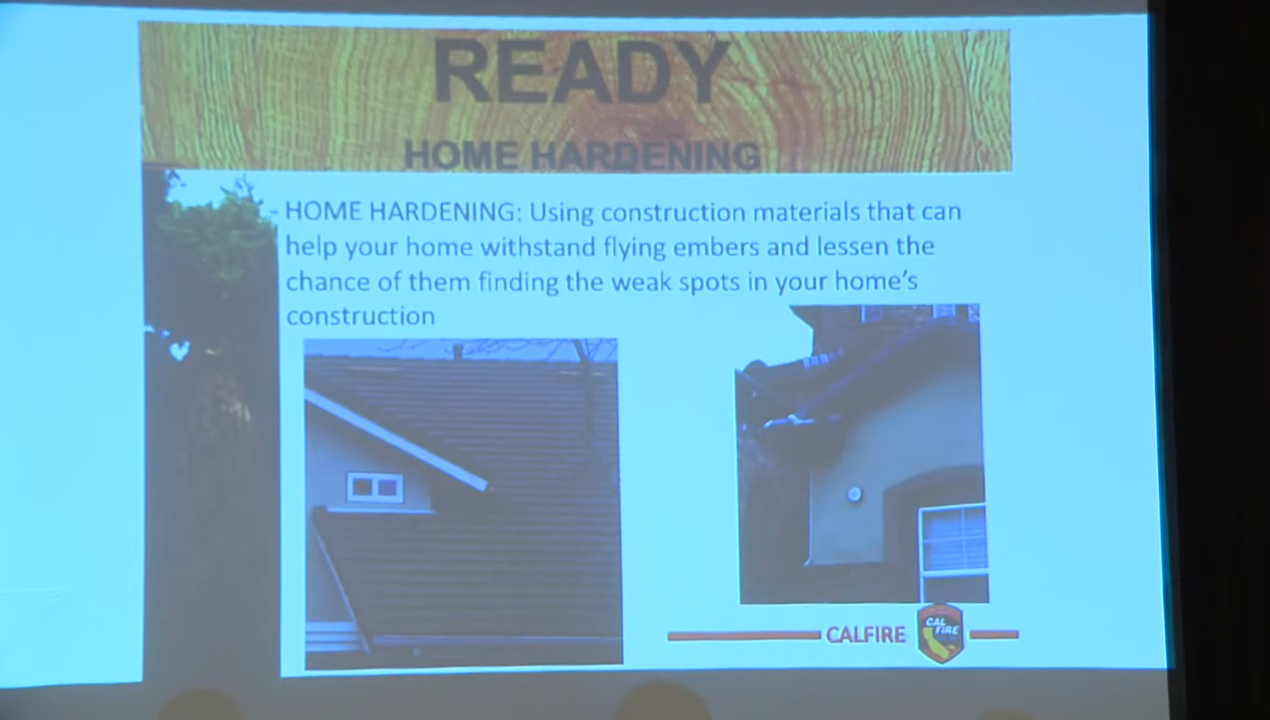 READY
HOME HARDENING
HOME HARDENING: Using construction materials that can
help your home withstand flying embers and lessen the
chance of them finding the weak spots in your home's
construction
CALFIRE
CAL
FIRE